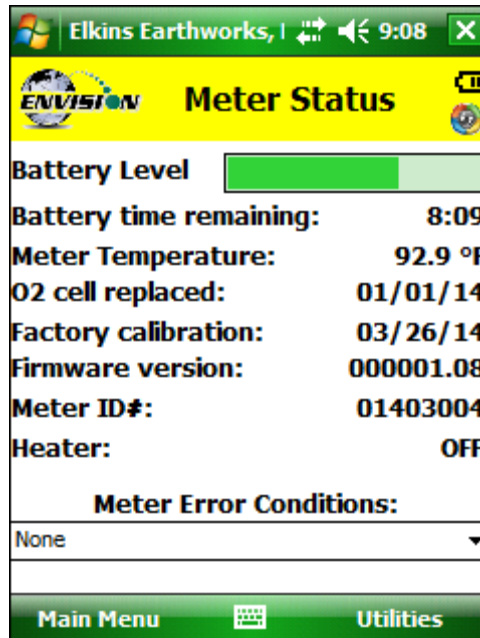 Elkins Earthworks, I 9:08
ENVISION Meter Status
Battery Level
Battery time remaining: 8:09
Meter Temperature: 92.9 °F
O2 cell replaced: 01/01/14
Factory calibration: 03/26/14
Firmware version: 000001.08
Meter ID#: 01403004
Heater: OFF
Meter Error Conditions:
None
Main Menu Utilities